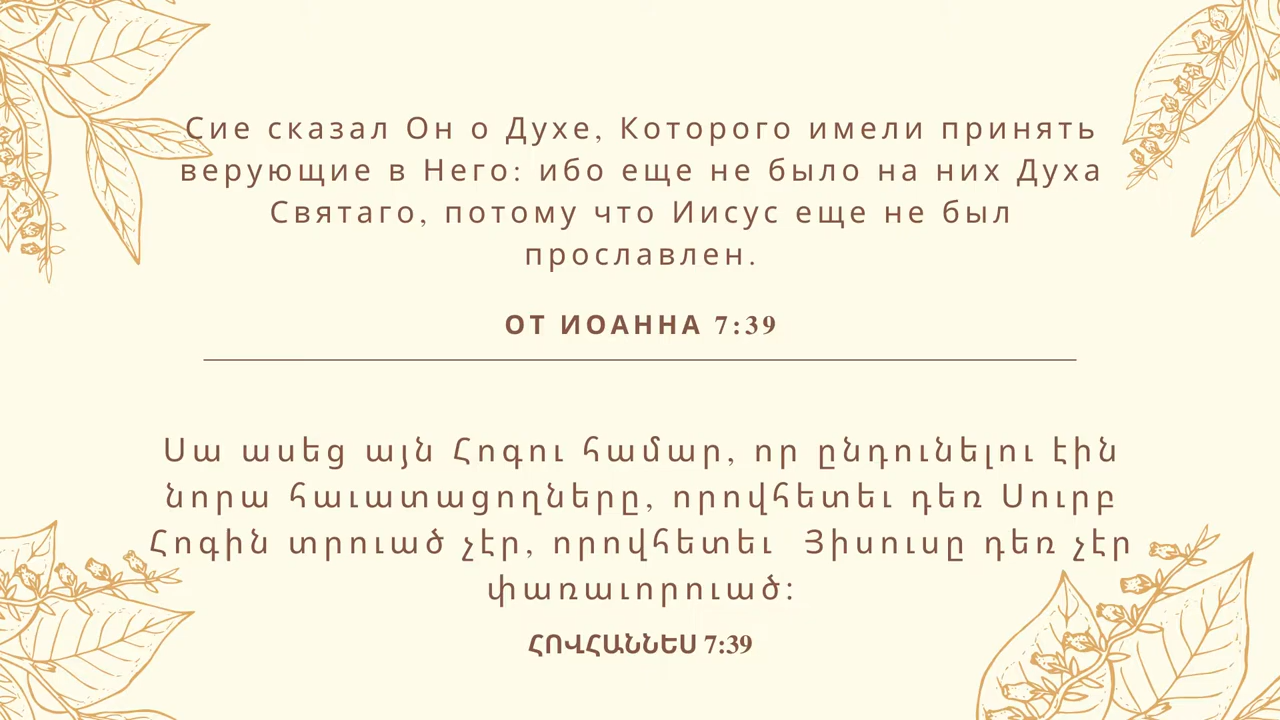 Сие сказал Он о Духе, Которого имели принять
верующие в Него: ибо еще не было на них Духа
Святаго, потому что Иисус еще не был
прославлен.
ОТ ИОАННА 7:39
Սա ասեց այն Հոգու համար, որ ընդունելու էին
նորա հաւատացողները, որովհետեւ դեռ Սուրբ
Հոգին տրուած չէր, որովհետեւ  Յիսուսը դեռ չէր
փառաւորուած:
ՀՈՎՀԱՆՆԵՍ 7:39